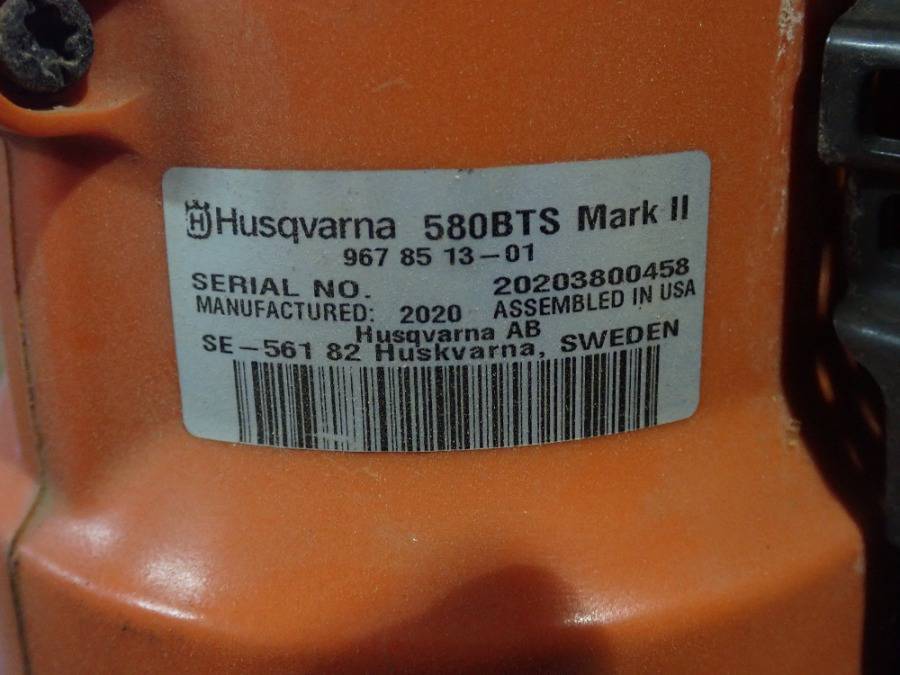 H Husqvarna 580BTS Mark II
967 85 13-01
SERIAL NO. 20203800458
MANUFACTURED: 2020 ASSEMBLED IN USA
Husqvarna AB
SE-561 82 Huskvarna, SWEDEN